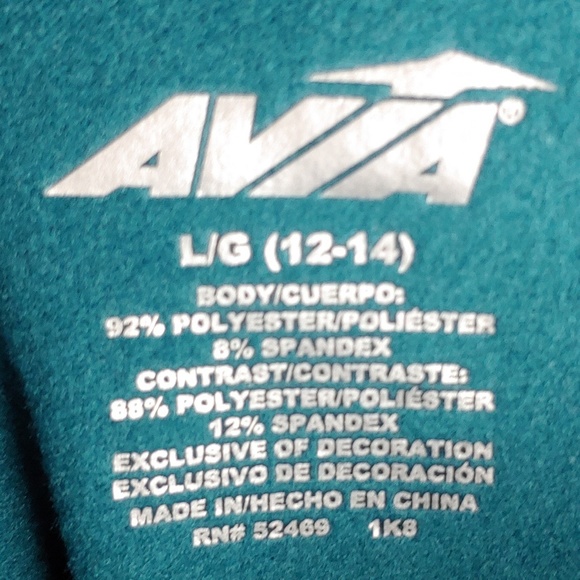 AVIA®
L/G (12-14)
BODY/CUERPO:
92% POLYESTER/POLIÉSTER
8% SPANDEX
CONTRAST/CONTRASTE:
88% POLYESTER/POLIÉSTER
12% SPANDEX
EXCLUSIVE OF DECORATION
EXCLUSIVO DE DECORACIÓN
MADE IN/HECHO EN CHINA
RN# 52469 1K8